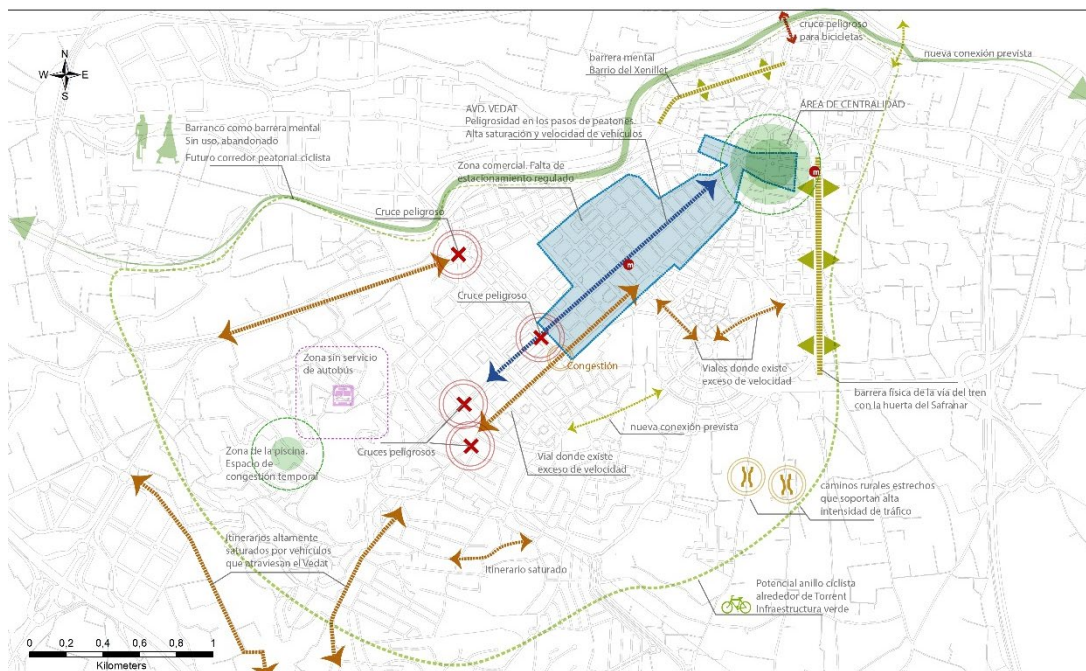 cruce peligroso
para bicicletas
nueva conexión prevista
barrera mental
Barrio del Xenillet
N
W E
S
ÁREA DE CENTRALIDAD
AVD. VEDAT
Peligrosidad en los pasos de peatones.
Alta saturación y velocidad de vehículos
Barranco como barrera mental
Sin uso, abandonado
Futuro corredor peatonal ciclista
Zona comercial. Falta de
estacionamiento regulado
m
Cruce peligroso
m
Cruce peligroso
Congestión
Zona sin servicio
de autobús
Viales donde existe
exceso de velocidad
barrera física de la vía del tren
con la huerta del Safranar
nueva conexión prevista
Cruces peligrosos
Vial donde existe
exceso de velocidad
Zona de la piscina.
Espacio de
congestión temporal
caminos rurales estrechos
que soportan alta
intensidad de tráfico
Itinerarios altamente
saturados por vehículos
que atraviesan el Vedat
Itinerario saturado
Potencial anillo ciclista
alrededor de Torrent
Infraestructura verde
0 0,2 0,4 0,6 0,8 1
Kilometers